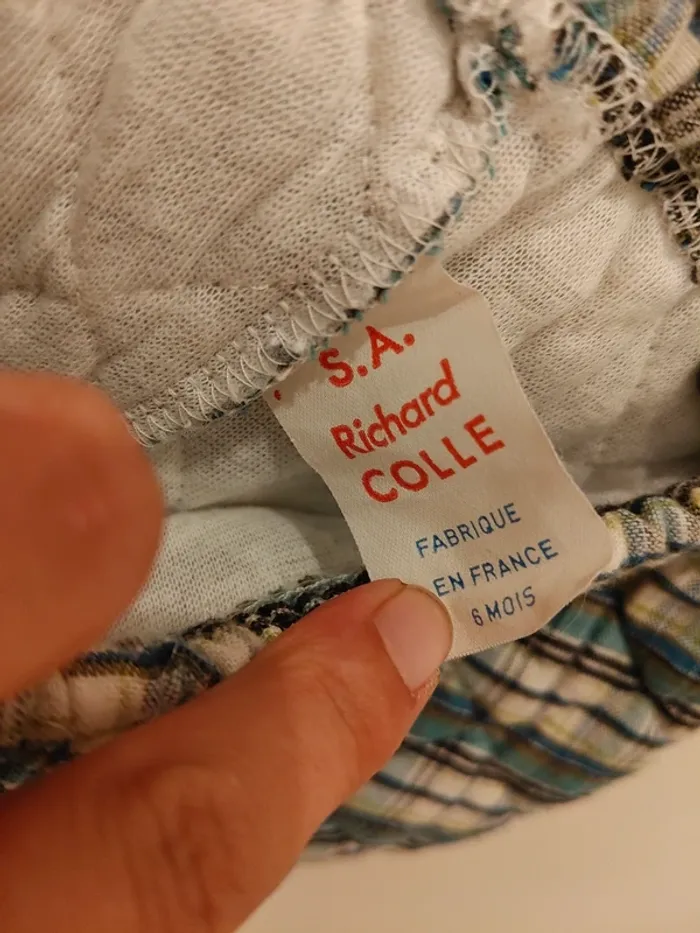 S.A.
Richard
COLLE
FABRIQUE
EN FRANCE
6 MOIS